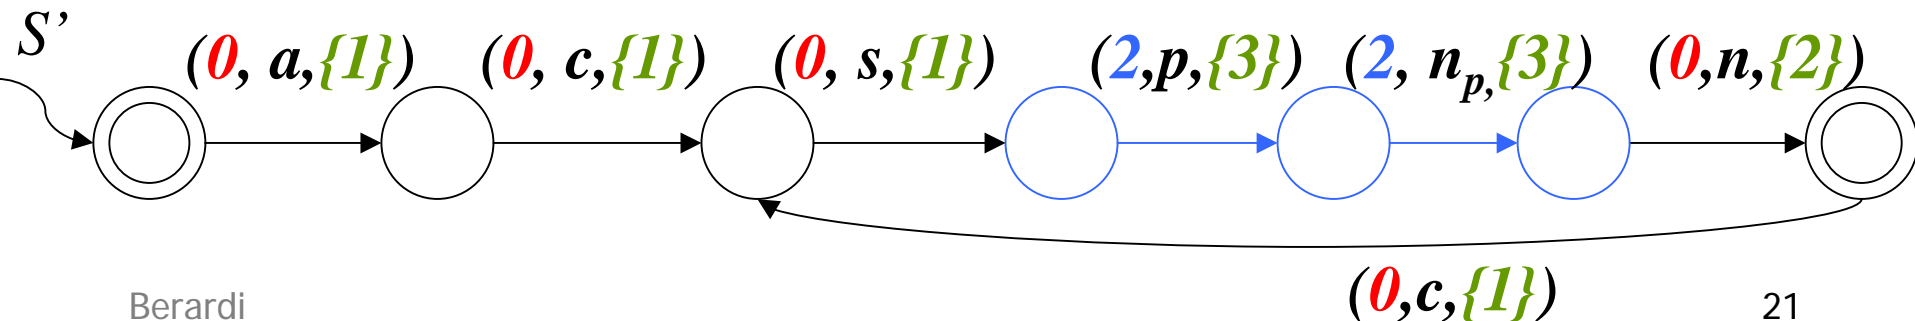 S’
(0, a,{1}) (0, c,{1}) (0, s,{1}) (2,p,{3}) (2, np,{3}) (0,n,{2})
(0,c,{1})
Berardi 21